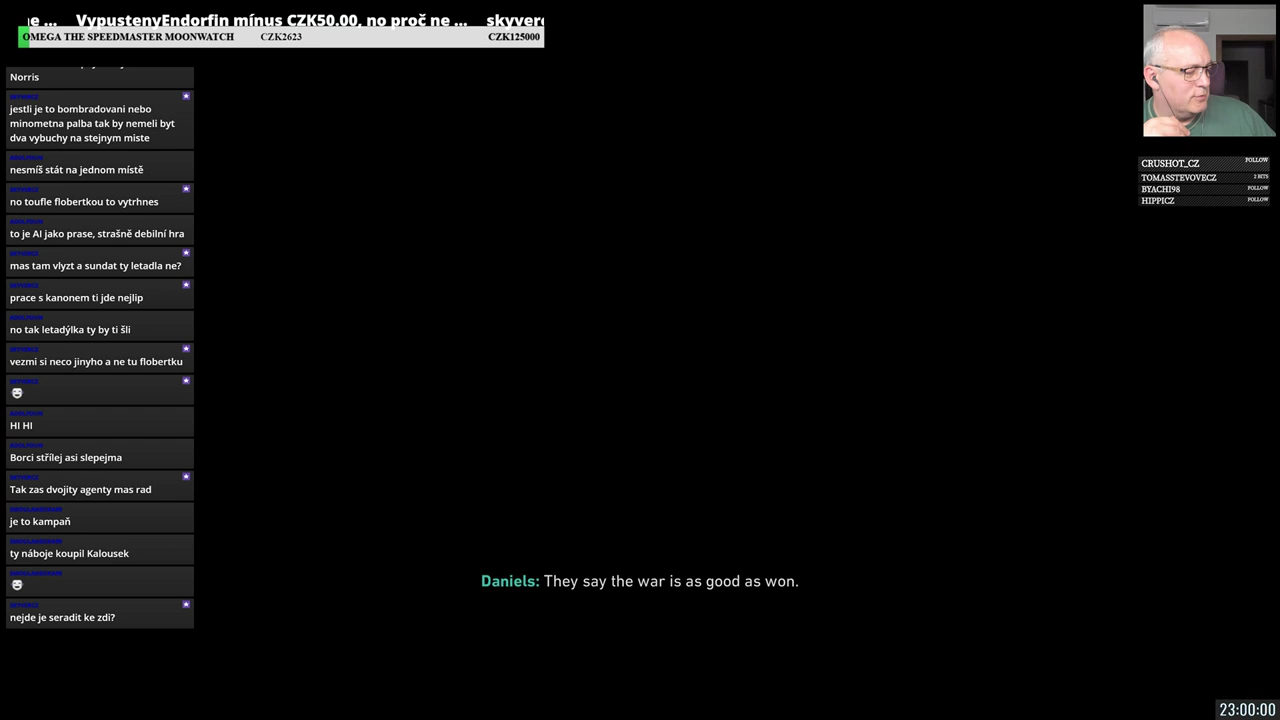 ie ... VypustenyEndorfin mínus CZK50.00, no proč ne ... skyver
OMEGA THE SPEEDMASTER MOONWATCH CZK2623 CZK125000
Norris
jestli je to bombradovani nebo
minometna palba tak by nemeli byt
dva vybuchy na stejnym miste
nesmíš stát na jednom místě
no toufle flobertkou to vytrhnes
to je AI jako prase, strašně debilní hra
mas tam vlyzt a sundat ty letadla ne?
prace s kanonem ti jde nejlip
no tak letadýlka ty by ti šli
vezmi si neco jinyho a ne tu flobertku
HI HI
Borci střílej asi slepejma
Tak zas dvojity agenty mas rad
je to kampaň
ty náboje koupil Kalousek
nejde je seradit ke zdi?
CRUSHOT_CZ FOLLOW
TOMASSTEVOVECZ 2 BITS
BYACHI98 FOLLOW
HIPPICZ FOLLOW
Daniels: They say the war is as good as won.
23:00:00